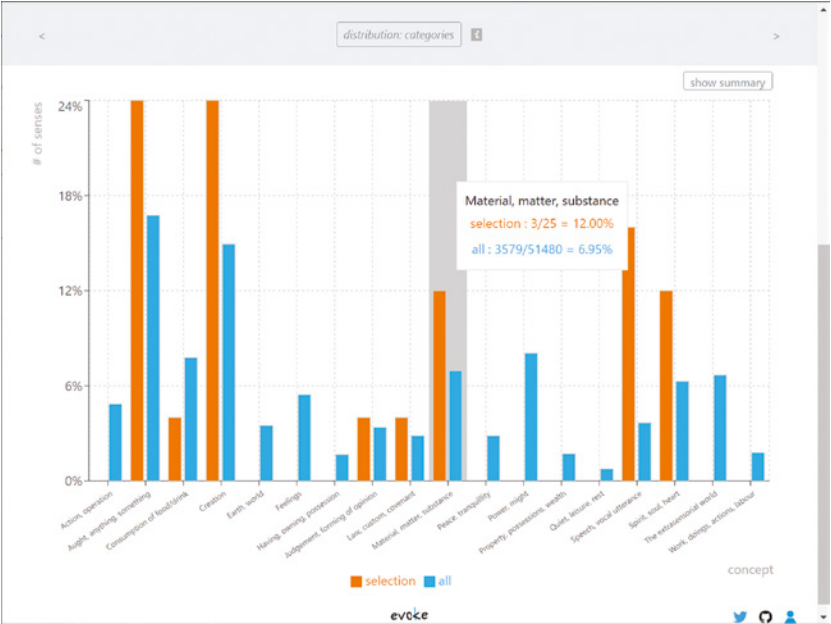 <
distribution: categories
t
>
show summary
# of senses
24%
18%
12%
6%
0%
Material, matter, substance
selection : 3/25 = 12.00%
all : 3579/51480 = 6.95%
Action, operation
Aught, anything, something
Consumption of food/drink
Creation
Earth, world
Feelings
Having, owning, possession
Judgement, forming of opinion
Law, custom, covenant
Material, matter, substance
Peace, tranquillity
Power, might
Property, possessions, wealth
Quiet, leisure, rest
Speech, vocal utterance
Spirit, soul, heart
The extrasensorial world
Work, doings, actions, labour
concept
selection all
evoke